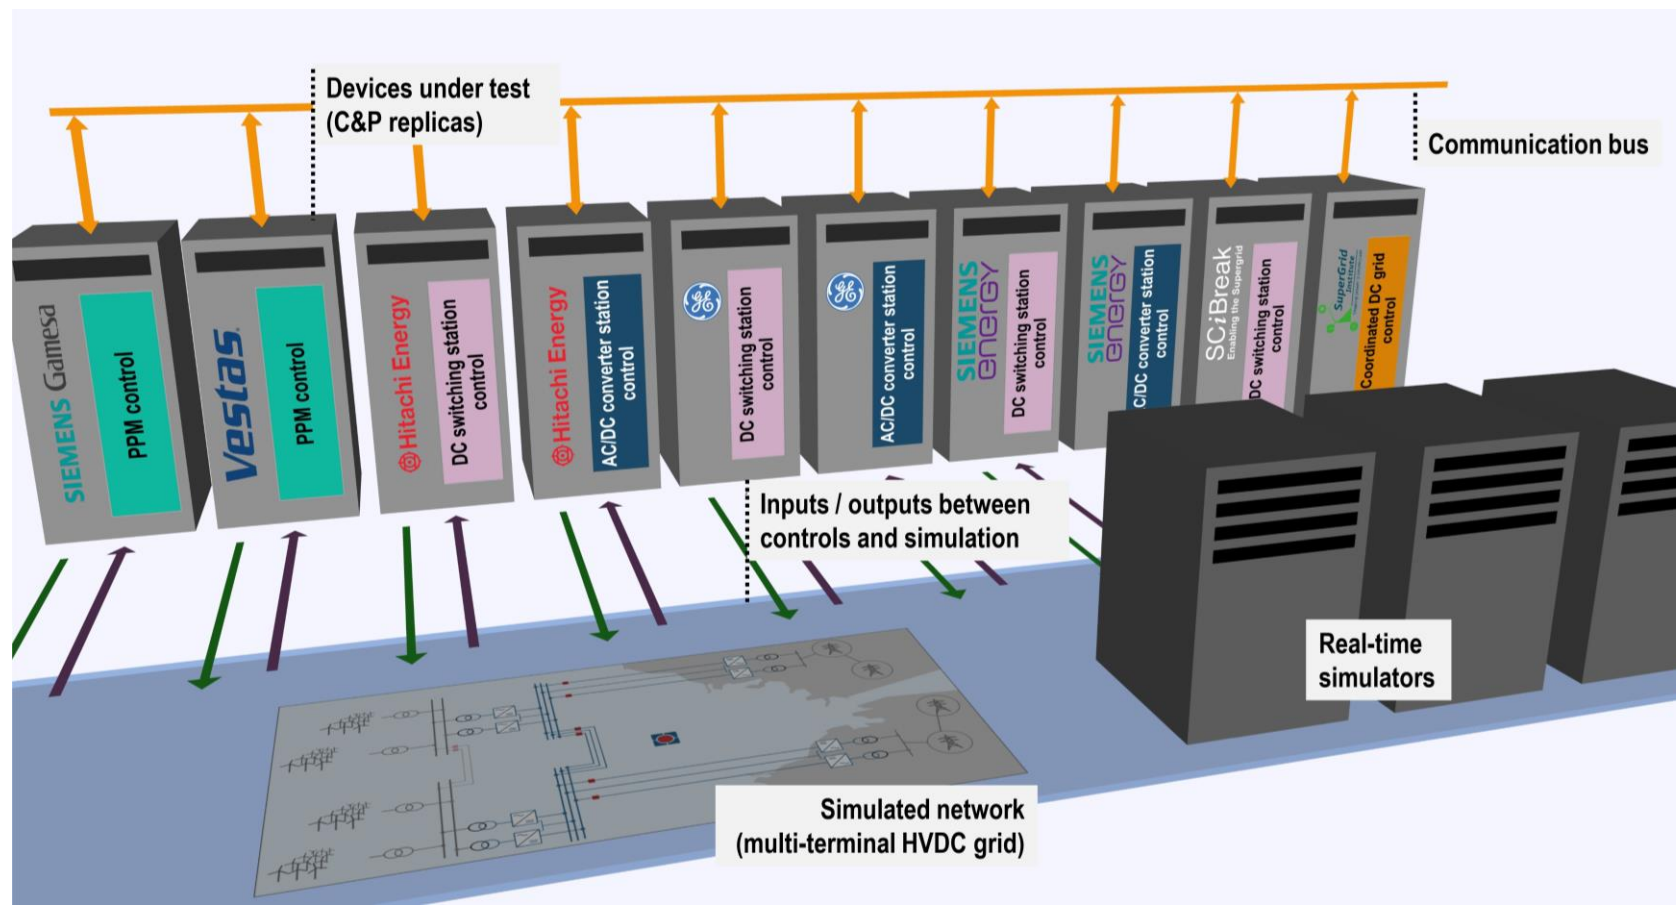 Devices under test
(C&P replicas)
Communication bus
SIEMENS Gamesa
PPM control
Vestas
PPM control
Hitachi Energy
DC switching station
control
Hitachi Energy
AC/DC converter station
control
GE
DC switching station
control
GE
AC/DC converter station
control
SIEMENS
energy
DC switching station
control
SIEMENS
energy
C/DC converter station
control
SCiBreak
Enabling the Supergrid
DC switching station
control
SuperGrid
Institute
Coordinated DC grid
control
Inputs / outputs between
controls and simulation
Real-time
simulators
Simulated network
(multi-terminal HVDC grid)